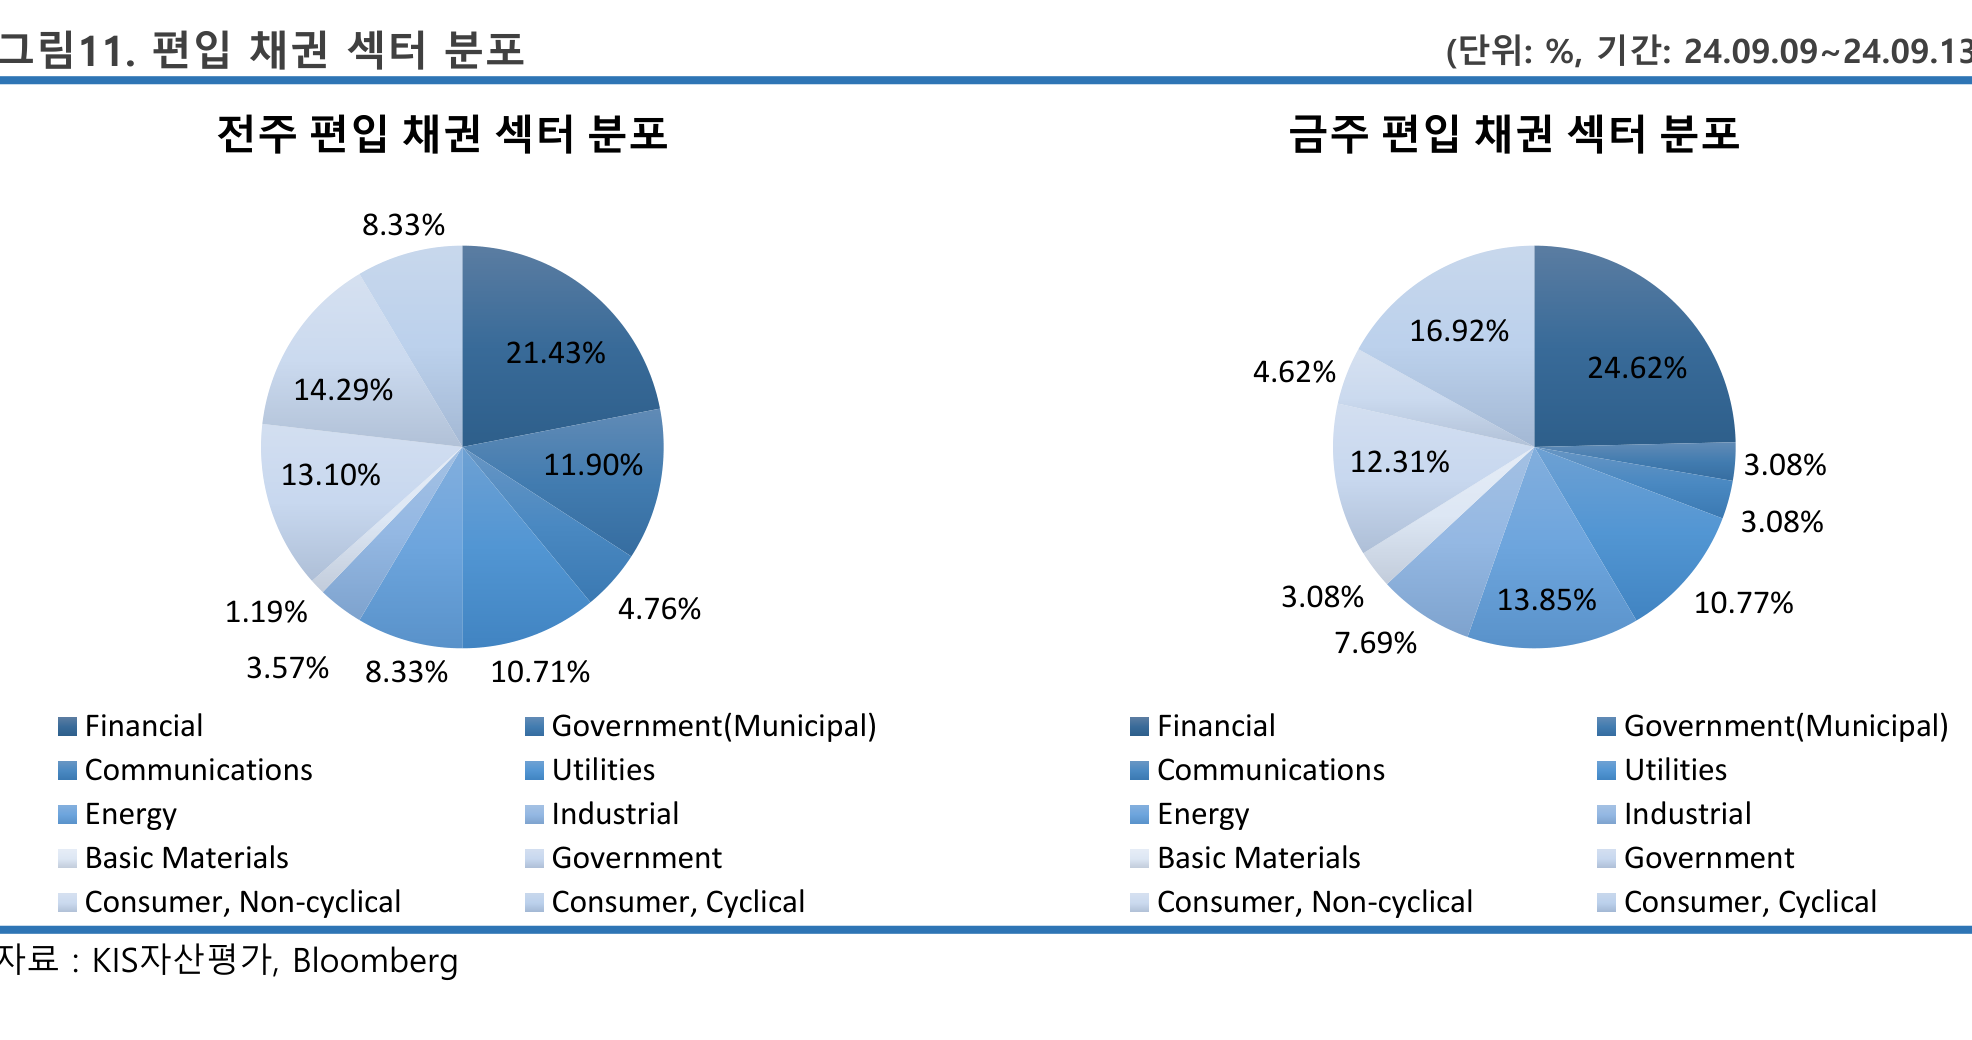 그림11. 편입 채권 섹터 분포
(단위: %, 기간: 24.09.09~24.09.13
전주 편입 채권 섹터 분포
8.33%
21.43%
14.29%
11.90%
13.10%
4.76%
1.19%
3.57%
8.33%
10.71%
Financial
Government(Municipal)
Communications
Utilities
Energy
Industrial
Basic Materials
Government
Consumer, Non-cyclical
Consumer, Cyclical
금주 편입 채권 섹터 분포
16.92%
24.62%
4.62%
12.31%
3.08%
3.08%
3.08%
13.85%
10.77%
7.69%
Financial
Government(Municipal)
Communications
Utilities
Energy
Industrial
Basic Materials
Government
Consumer, Non-cyclical
Consumer, Cyclical
자료 : KIS자산평가, Bloomberg